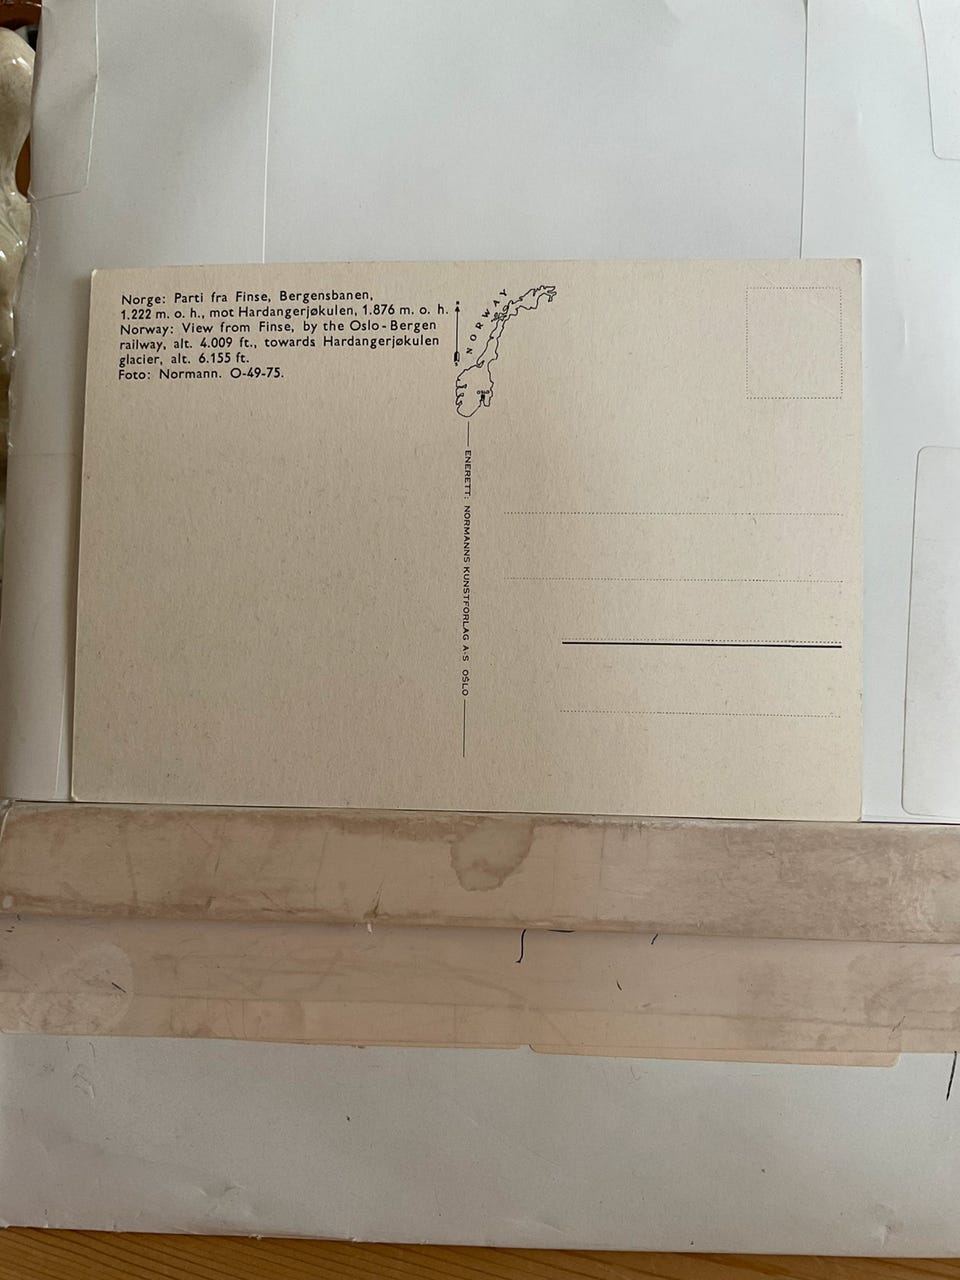 Norge: Parti fra Finse, Bergensbanen,
1.222 m. o. h., mot Hardangerjøkulen, 1.876 m. o. h.
Norway: View from Finse, by the Oslo-Bergen
railway, alt. 4.009 ft., towards Hardangerjøkulen
glacier, alt. 6.155 ft.
Foto: Normann. O-49-75.
NORWAY
OSLO
ENERETT: NORMANNS KUNSTFORLAG A·S OSLO